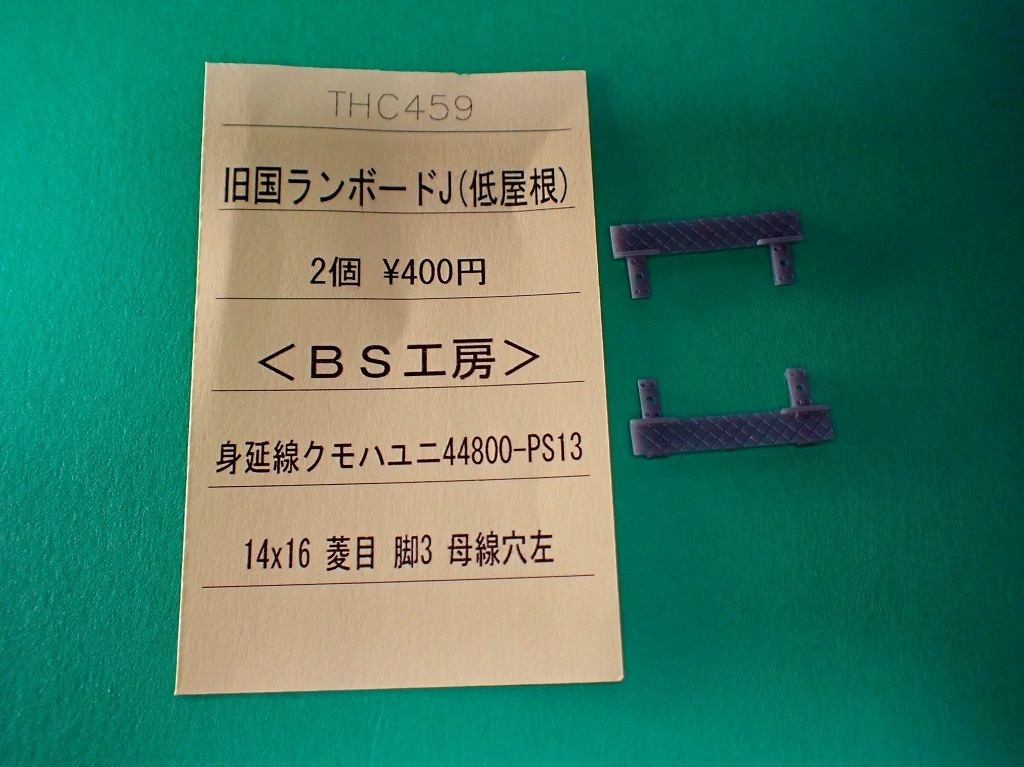 THC459
旧国ランボードJ(低屋根)
2個 ¥400円
＜ＢＳ工房＞
身延線クモハユニ44800-PS13
14x16 菱目 脚3 母線穴左